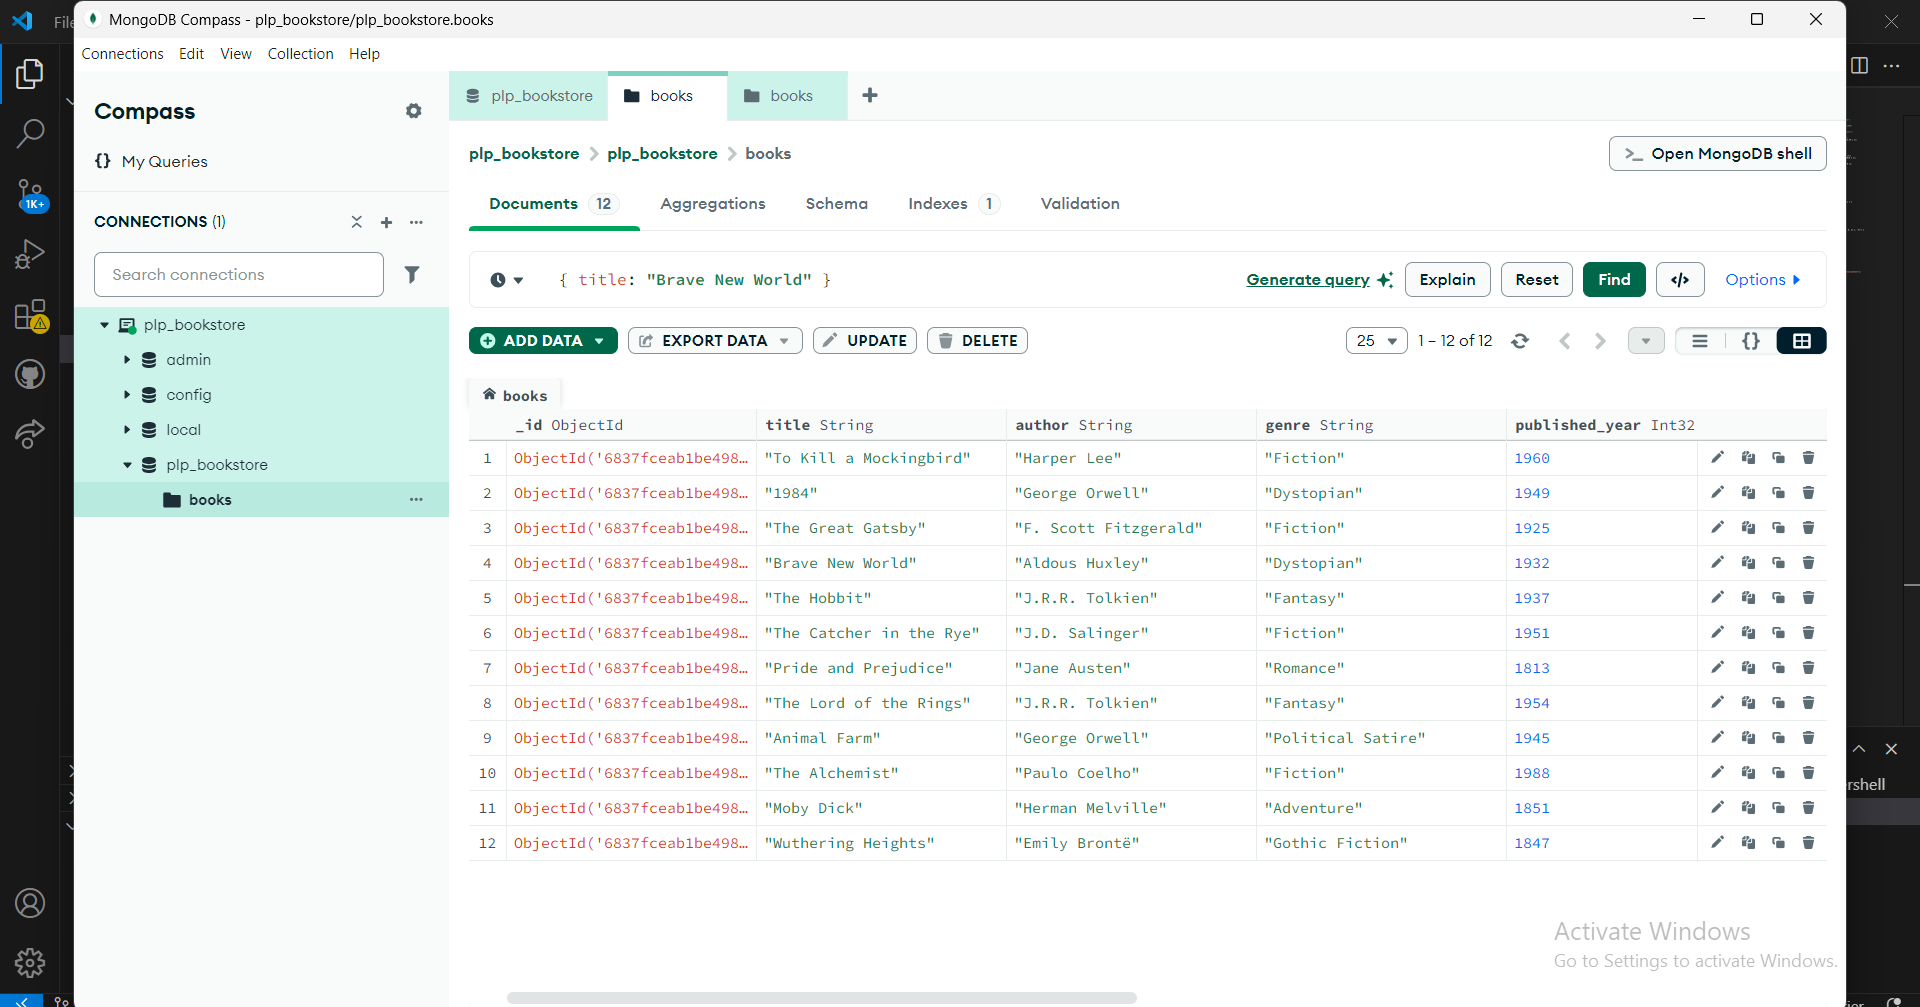 File
MongoDB Compass - plp_bookstore/plp_bookstore.books
Connections Edit View Collection Help
Compass
{} My Queries
CONNECTIONS (1)
Search connections
plp_bookstore
admin
config
local
plp_bookstore
books
1K+
plp_bookstore books books
plp_bookstore > plp_bookstore > books
>_ Open MongoDB shell
Documents 12 Aggregations Schema Indexes 1 Validation
{ title: "Brave New World" }
Generate query Explain Reset Find </> Options
ADD DATA EXPORT DATA UPDATE DELETE
25 1 – 12 of 12 {}
books
_id ObjectId title String author String genre String published_year Int32
1 ObjectId('6837fceab1be498… "To Kill a Mockingbird" "Harper Lee" "Fiction" 1960
2 ObjectId('6837fceab1be498… "1984" "George Orwell" "Dystopian" 1949
3 ObjectId('6837fceab1be498… "The Great Gatsby" "F. Scott Fitzgerald" "Fiction" 1925
4 ObjectId('6837fceab1be498… "Brave New World" "Aldous Huxley" "Dystopian" 1932
5 ObjectId('6837fceab1be498… "The Hobbit" "J.R.R. Tolkien" "Fantasy" 1937
6 ObjectId('6837fceab1be498… "The Catcher in the Rye" "J.D. Salinger" "Fiction" 1951
7 ObjectId('6837fceab1be498… "Pride and Prejudice" "Jane Austen" "Romance" 1813
8 ObjectId('6837fceab1be498… "The Lord of the Rings" "J.R.R. Tolkien" "Fantasy" 1954
9 ObjectId('6837fceab1be498… "Animal Farm" "George Orwell" "Political Satire" 1945
10 ObjectId('6837fceab1be498… "The Alchemist" "Paulo Coelho" "Fiction" 1988
11 ObjectId('6837fceab1be498… "Moby Dick" "Herman Melville" "Adventure" 1851
12 ObjectId('6837fceab1be498… "Wuthering Heights" "Emily Brontë" "Gothic Fiction" 1847
rshell
Activate Windows
Go to Settings to activate Windows.